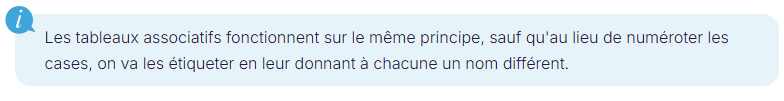 Les tableaux associatifs fonctionnent sur le même principe, sauf qu'au lieu de numéroter les
cases, on va les étiqueter en leur donnant à chacune un nom différent.